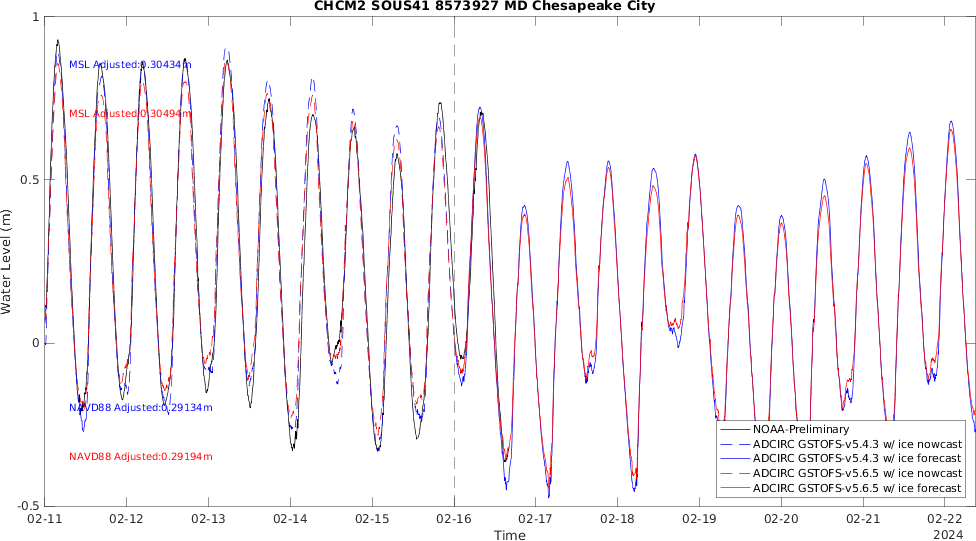 CHCM2 SOUS41 8573927 MD Chesapeake City
1
MSL Adjusted:0.30434m
MSL Adjusted:0.30494m
0.5
Water Level (m)
0
NAVD88 Adjusted:0.29134m
NAVD88 Adjusted:0.29194m
-0.5
NOAA-Preliminary
ADCIRC GSTOFS-v5.4.3 w/ ice nowcast
ADCIRC GSTOFS-v5.4.3 w/ ice forecast
ADCIRC GSTOFS-v5.6.5 w/ ice nowcast
ADCIRC GSTOFS-v5.6.5 w/ ice forecast
02-11 02-12 02-13 02-14 02-15 02-16 02-17 02-18 02-19 02-20 02-21 02-22
Time
2024